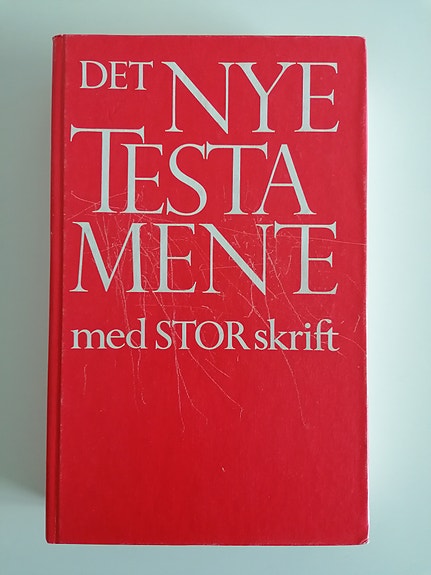 DET NYE
TESTA
MENTE
med STOR skrift